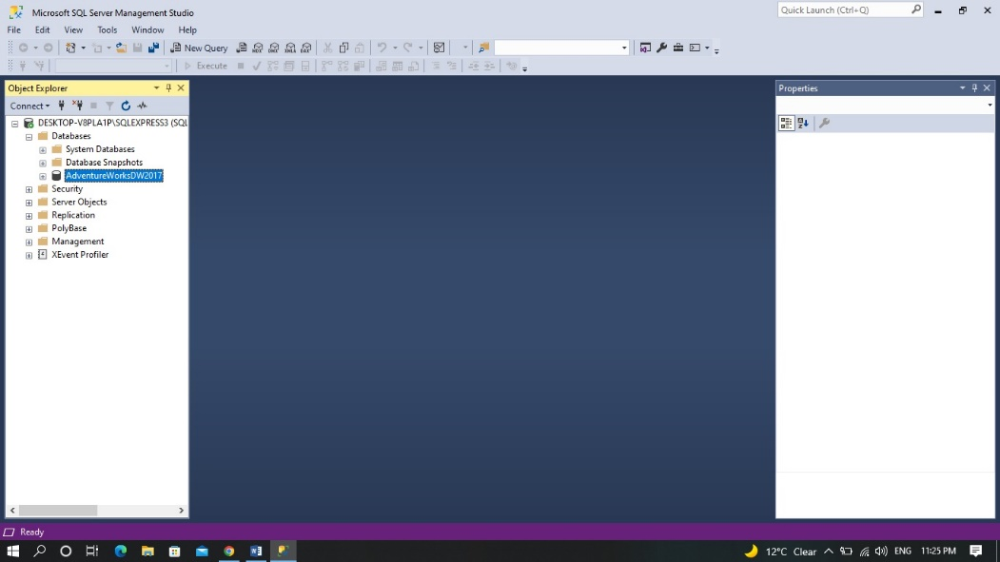 Microsoft SQL Server Management Studio
Quick Launch (Ctrl+Q)
File Edit View Tools Window Help
New Query
Execute
Object Explorer
Properties
Connect
DESKTOP-V8PLA1P\SQLEXPRESS3 (SQL
Databases
System Databases
Database Snapshots
AdventureWorksDW2017
Security
Server Objects
Replication
PolyBase
Management
XEvent Profiler
Ready
12°C Clear ENG 11:25 PM